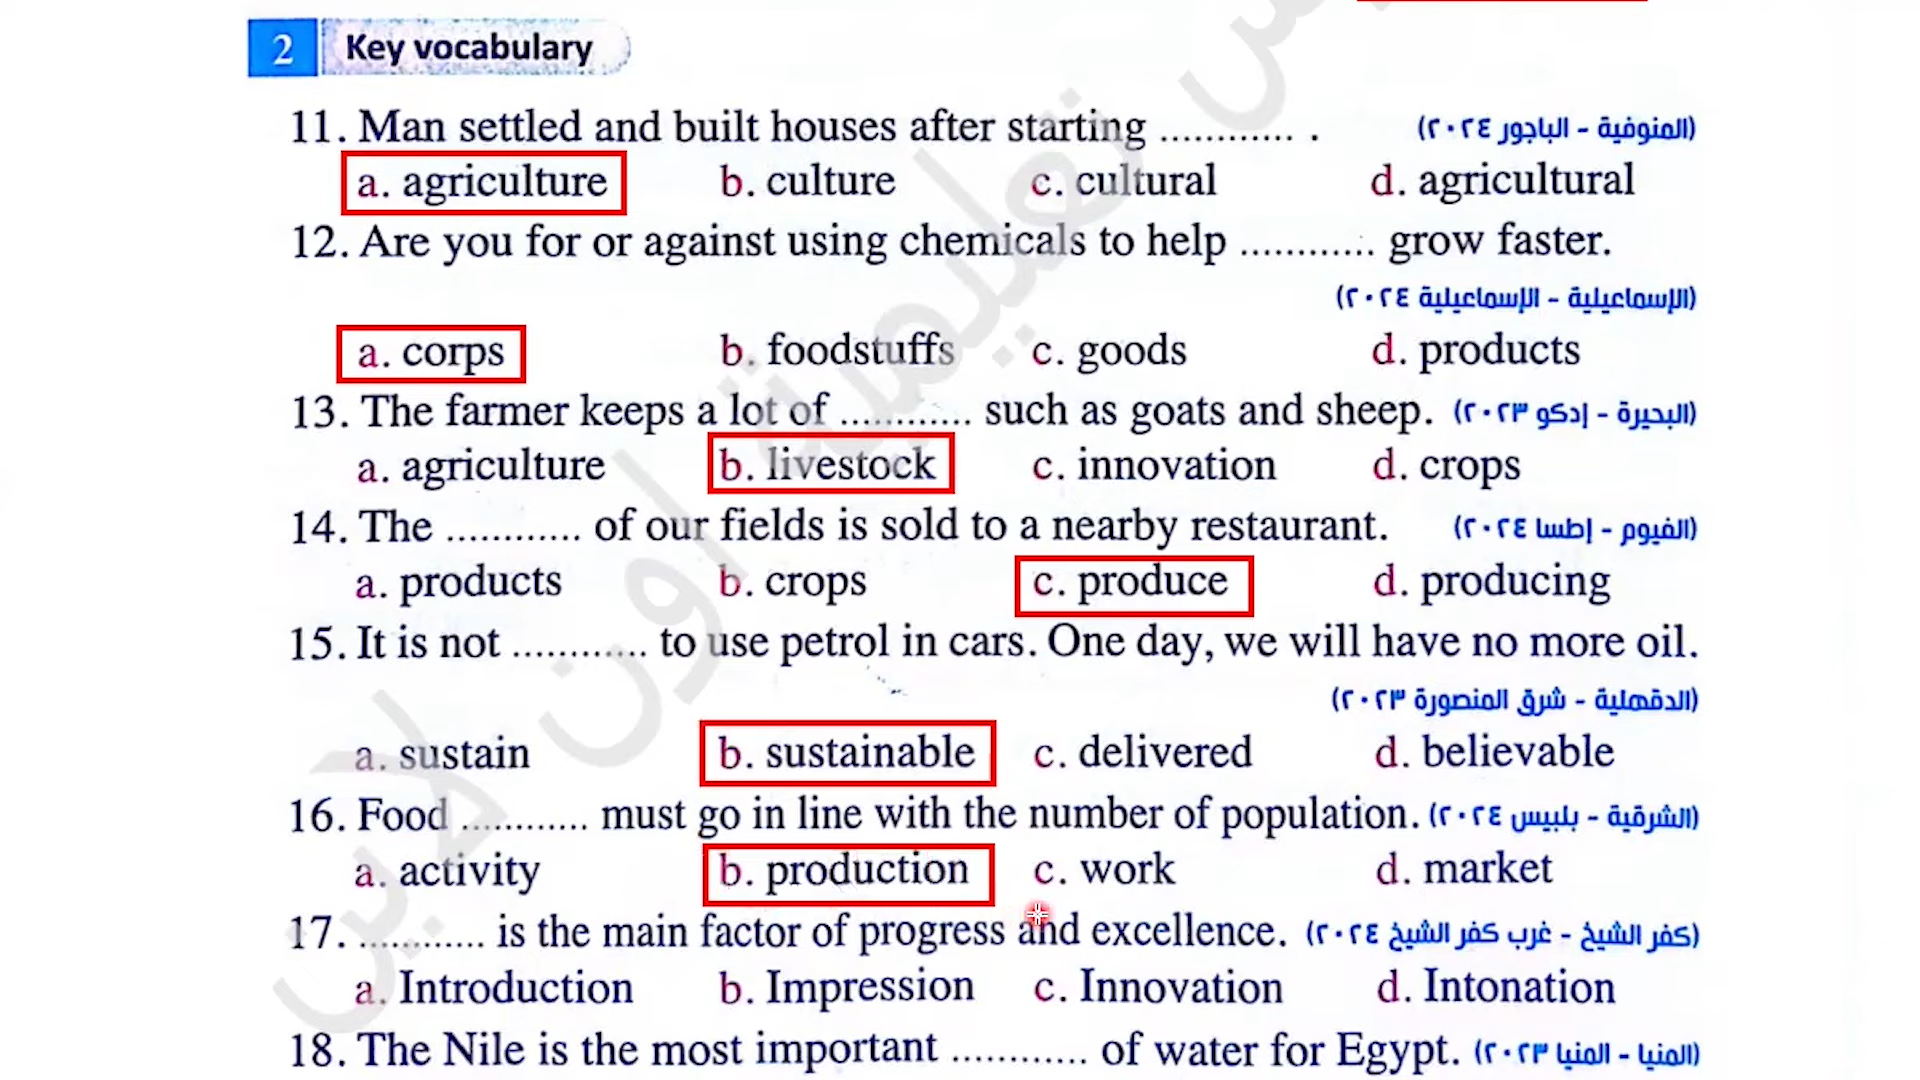 2 Key vocabulary
11. Man settled and built houses after starting ............ . (المنوفية - الباجور ٢٠٢٤)
a. agriculture b. culture c. cultural d. agricultural
12. Are you for or against using chemicals to help ............ grow faster.
(الإسماعيلية - الإسماعيلية ٢٠٢٤)
a. corps b. foodstuffs c. goods d. products
13. The farmer keeps a lot of ............ such as goats and sheep. (البحيرة - إدكو ٢٠٢٣)
a. agriculture b. livestock c. innovation d. crops
14. The ............ of our fields is sold to a nearby restaurant. (الفيوم - إطسا ٢٠٢٤)
a. products b. crops c. produce d. producing
15. It is not ............ to use petrol in cars. One day, we will have no more oil.
(الدقهلية - شرق المنصورة ٢٠٢٣)
a. sustain b. sustainable c. delivered d. believable
16. Food ............ must go in line with the number of population. (الشرقية - بلبيس ٢٠٢٤)
a. activity b. production c. work d. market
17. ............ is the main factor of progress and excellence. (كفر الشيخ - غرب كفر الشيخ ٢٠٢٤)
a. Introduction b. Impression c. Innovation d. Intonation
18. The Nile is the most important ............ of water for Egypt. (المنيا - المنيا ٢٠٢٣)
تعليمية اون لاين